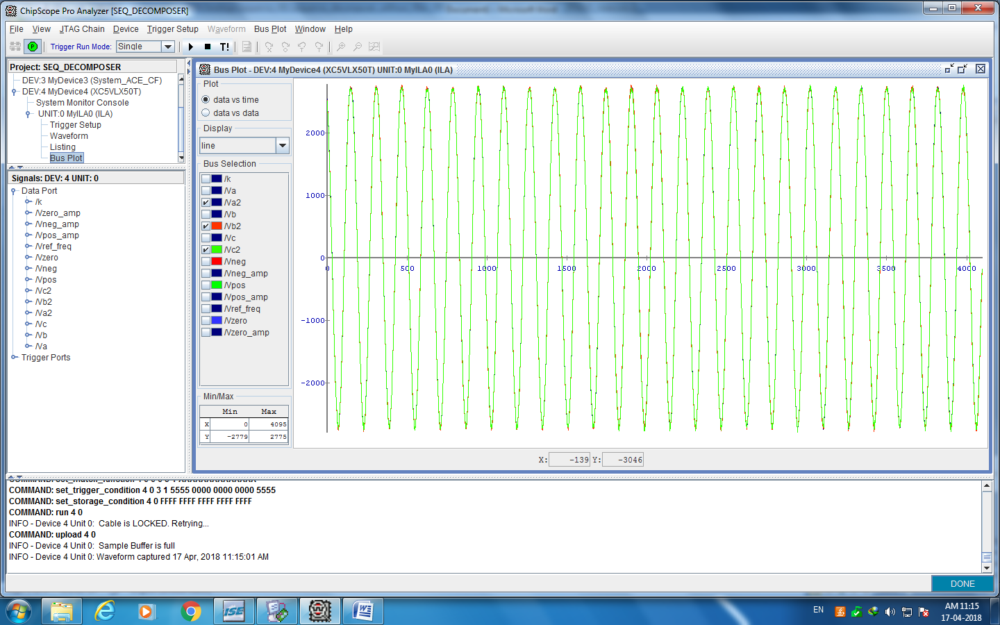 ChipScope Pro Analyzer [SEQ_DECOMPOSER]
File View JTAG Chain Device Trigger Setup Waveform Bus Plot Window Help
Trigger Run Mode: Single T!
Project: SEQ_DECOMPOSER
DEV:3 MyDevice3 (System_ACE_CF)
DEV:4 MyDevice4 (XC5VLX50T)
System Monitor Console
UNIT:0 MyILA0 (ILA)
Trigger Setup
Waveform
Listing
Bus Plot
Signals: DEV: 4 UNIT: 0
Data Port
/k
/Vzero_amp
/Vneg_amp
/Vpos_amp
/Vref_freq
/Vzero
/Vneg
/Vpos
/Vc2
/Vb2
/Va2
/Vc
/Vb
/Va
Trigger Ports
Bus Plot - DEV:4 MyDevice4 (XC5VLX50T) UNIT:0 MyILA0 (ILA)
Plot
data vs time
data vs data
Display
line
Bus Selection
/k
/Va
/Va2
/Vb
/Vb2
/Vc
/Vc2
/Vneg
/Vneg_amp
/Vpos
/Vpos_amp
/Vref_freq
/Vzero
/Vzero_amp
Min/Max
Min Max
X 0 4095
Y -2779 2775
2000
1000
0
-1000
-2000
0 500 1000 1500 2000 2500 3000 3500 4000
X: -139 Y: -3046
COMMAND: set_trigger_condition 4 0 3 1 5555 0000 0000 0000 5555
COMMAND: set_storage_condition 4 0 FFFF FFFF FFFF FFFF FFFF
COMMAND: run 4 0
INFO - Device 4 Unit 0: Cable is LOCKED. Retrying...
COMMAND: upload 4 0
INFO - Device 4 Unit 0: Sample Buffer is full
INFO - Device 4 Unit 0: Waveform captured 17 Apr, 2018 11:15:01 AM
DONE
ISE
EN
AM 11:15
17-04-2018